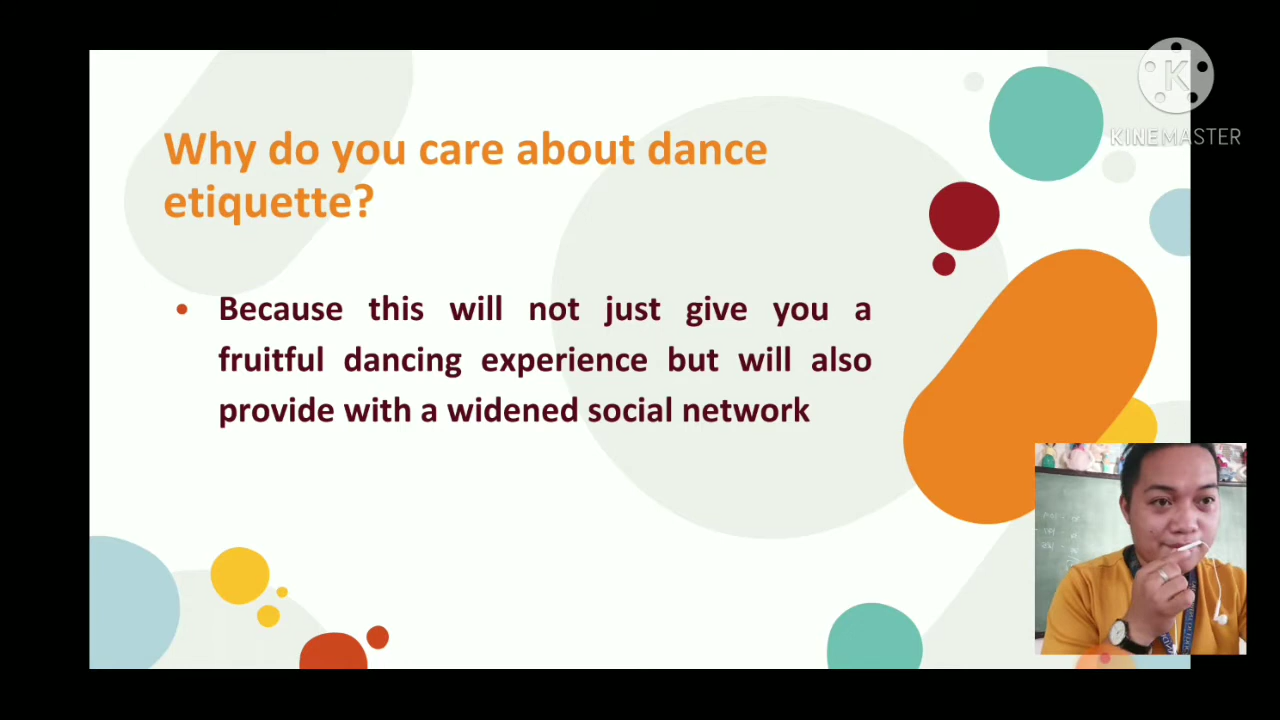 Why do you care about dance
etiquette?
• Because this will not just give you a
fruitful dancing experience but will also
provide with a widened social network
K
KINEMASTER